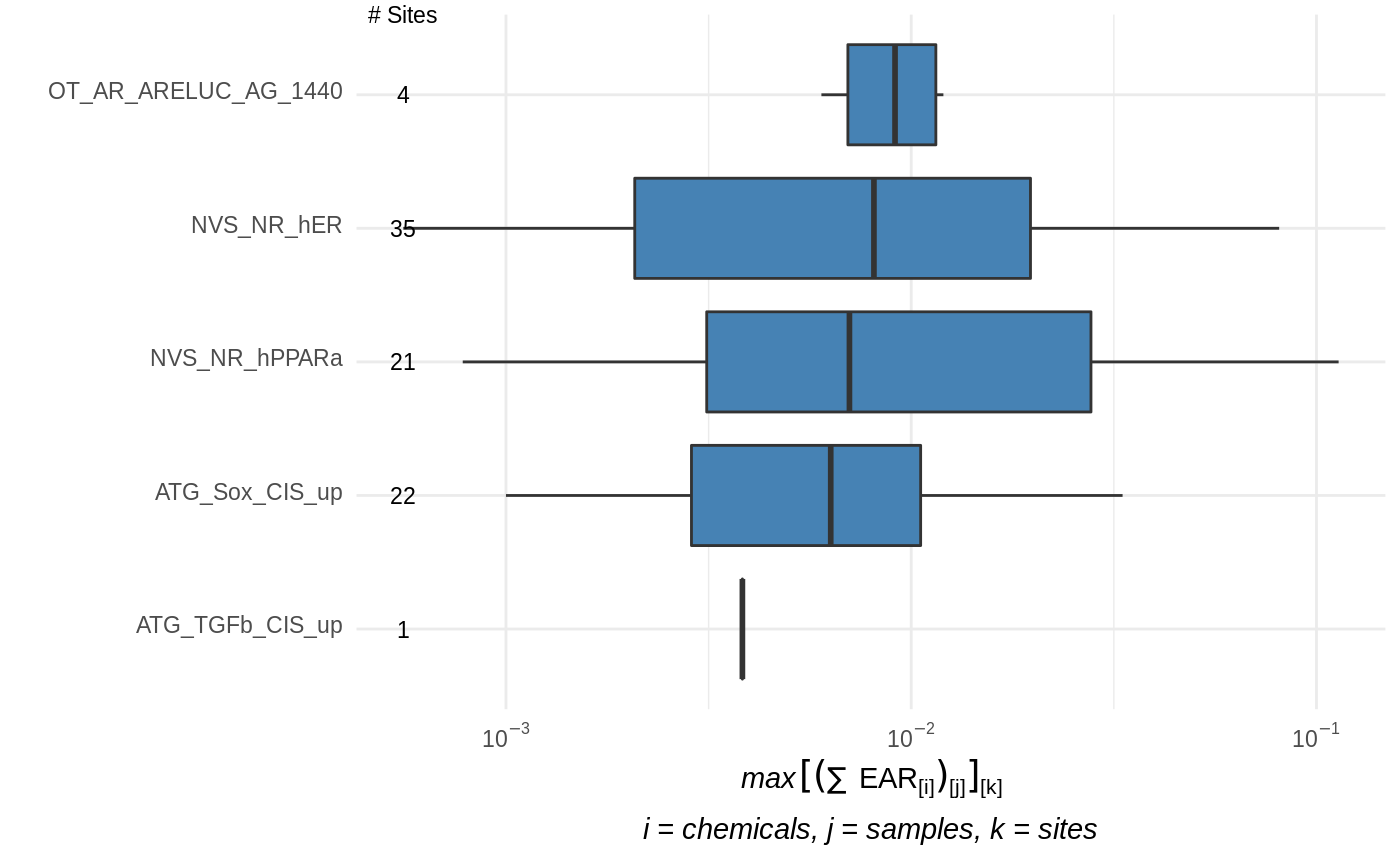 # Sites
OT_AR_ARELUC_AG_1440 4
NVS_NR_hER 35
NVS_NR_hPPARa 21
ATG_Sox_CIS_up 22
ATG_TGFb_CIS_up 1
10⁻³ 10⁻² 10⁻¹
max[(∑ EAR[i])[j]][k]
i = chemicals, j = samples, k = sites